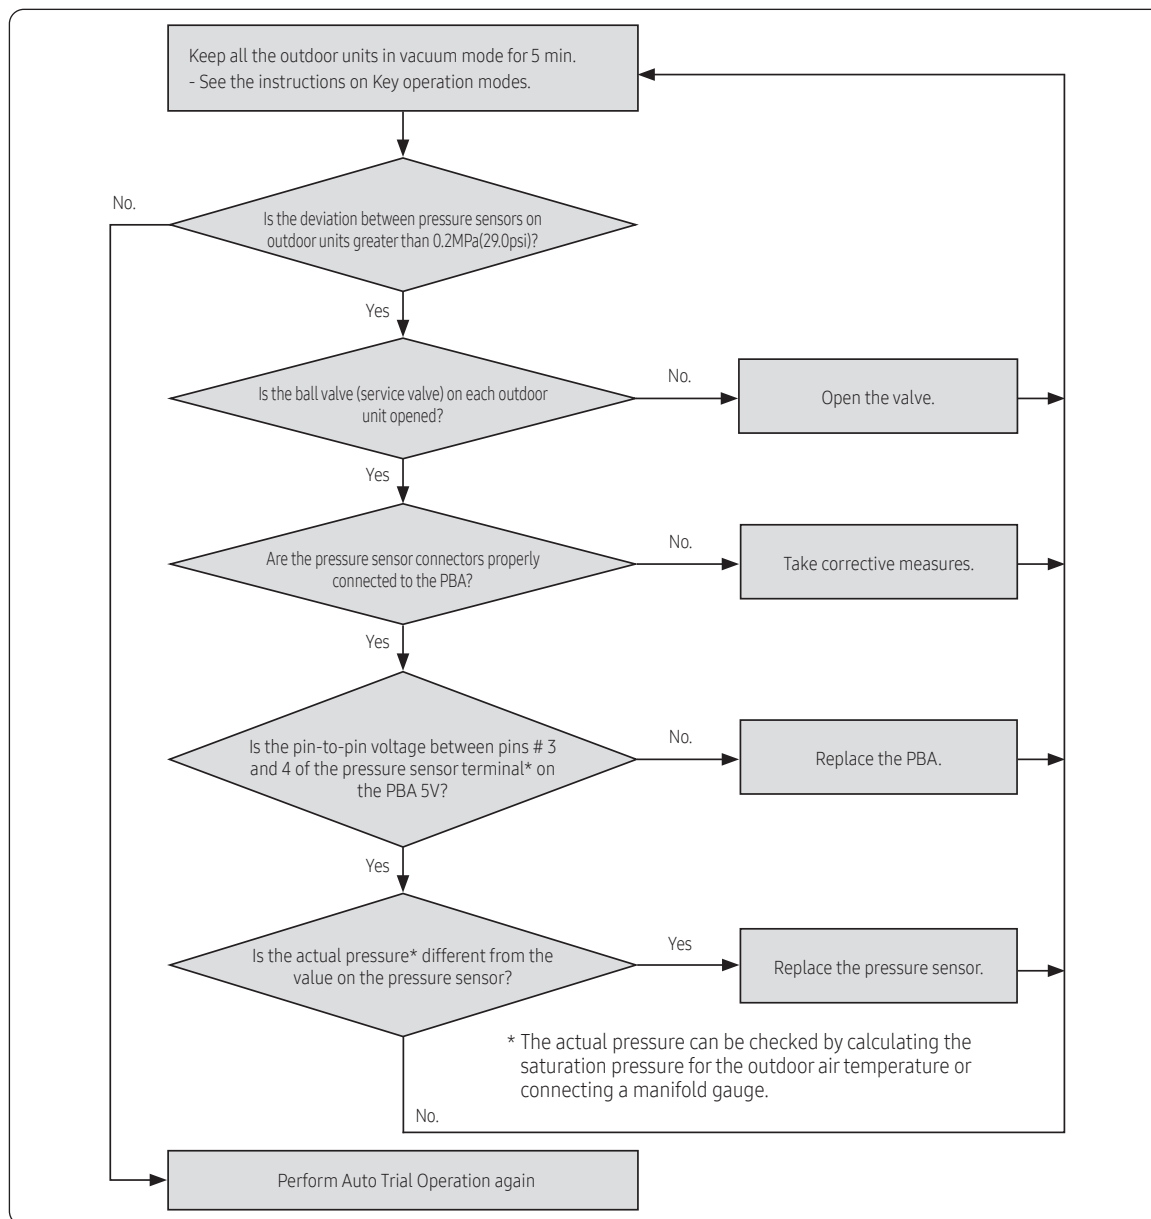 Keep all the outdoor units in vacuum mode for 5 min.
- See the instructions on Key operation modes.
No.
Is the deviation between pressure sensors on
outdoor units greater than 0.2MPa(29.0psi)?
Yes
Is the ball valve (service valve) on each outdoor
unit opened?
No.
Open the valve.
Yes
Are the pressure sensor connectors properly
connected to the PBA?
No.
Take corrective measures.
Yes
Is the pin-to-pin voltage between pins # 3
and 4 of the pressure sensor terminal* on
the PBA 5V?
No.
Replace the PBA.
Yes
Is the actual pressure* different from the
value on the pressure sensor?
Yes
Replace the pressure sensor.
* The actual pressure can be checked by calculating the
saturation pressure for the outdoor air temperature or
connecting a manifold gauge.
No.
Perform Auto Trial Operation again